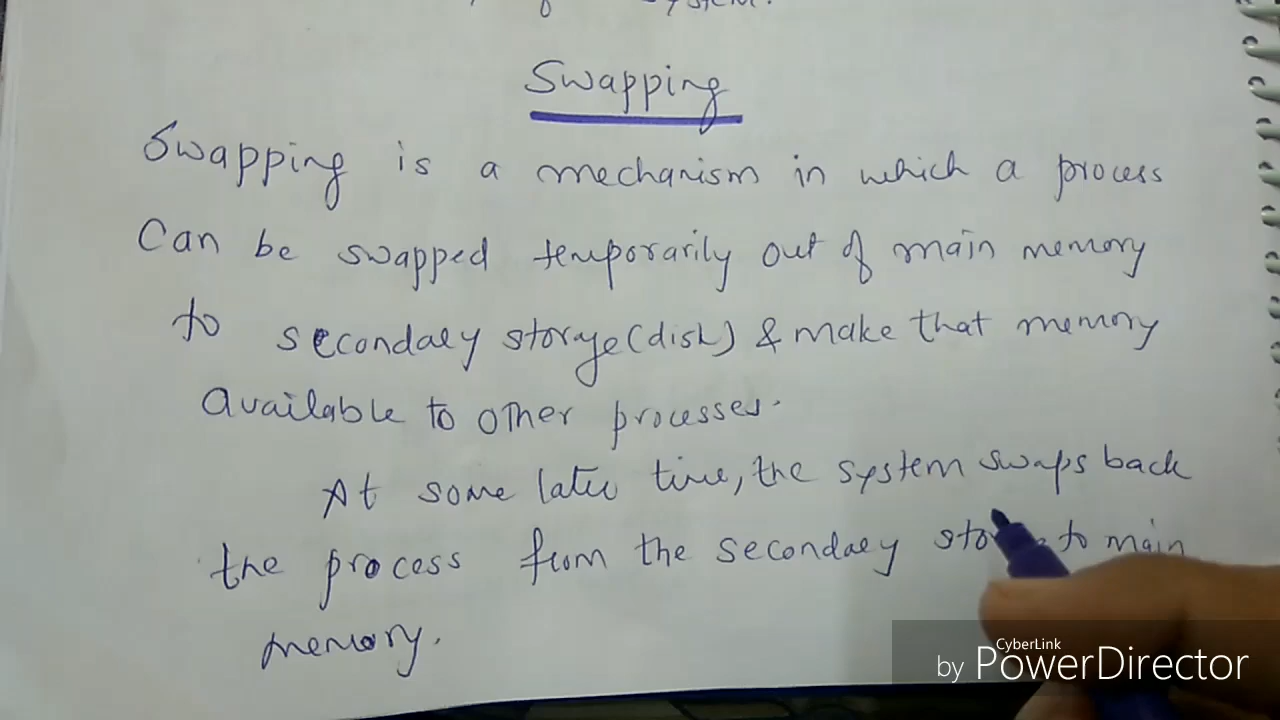 Swapping
Swapping is a mechanism in which a process
Can be swapped temporarily out of main memory
to secondary storage (disk) & make that memory
available to other processes.
At some later time, the system swaps back
the process from the secondary to main
memory.
CyberLink
by PowerDirector